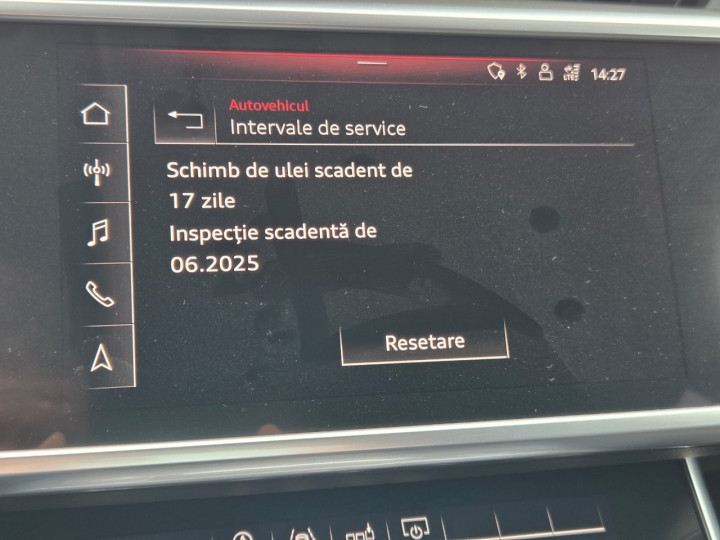 LTE
14:27
Autovehicul
Intervale de service
Schimb de ulei scadent de
17 zile
Inspecție scadentă de
06.2025
Resetare